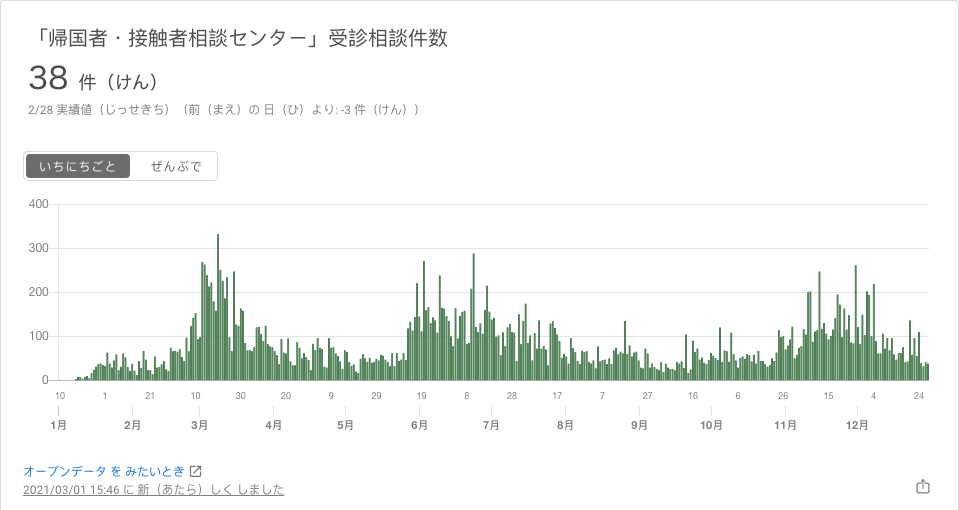 「帰国者・接触者相談センター」受診相談件数
38 件（けん）
2/28 実績値（じっせきち）（前（まえ）の 日（ひ）より: -3 件（けん））
いちにちごと ぜんぶで
400
300
200
100
0
10 1 21 10 30 20 9 29 19 8 28 17 7 27 16 6 26 15 4 24
1月 2月 3月 4月 5月 6月 7月 8月 9月 10月 11月 12月
オープンデータ を みたいとき
2021/03/01 15:46 に 新（あたら）しく しました